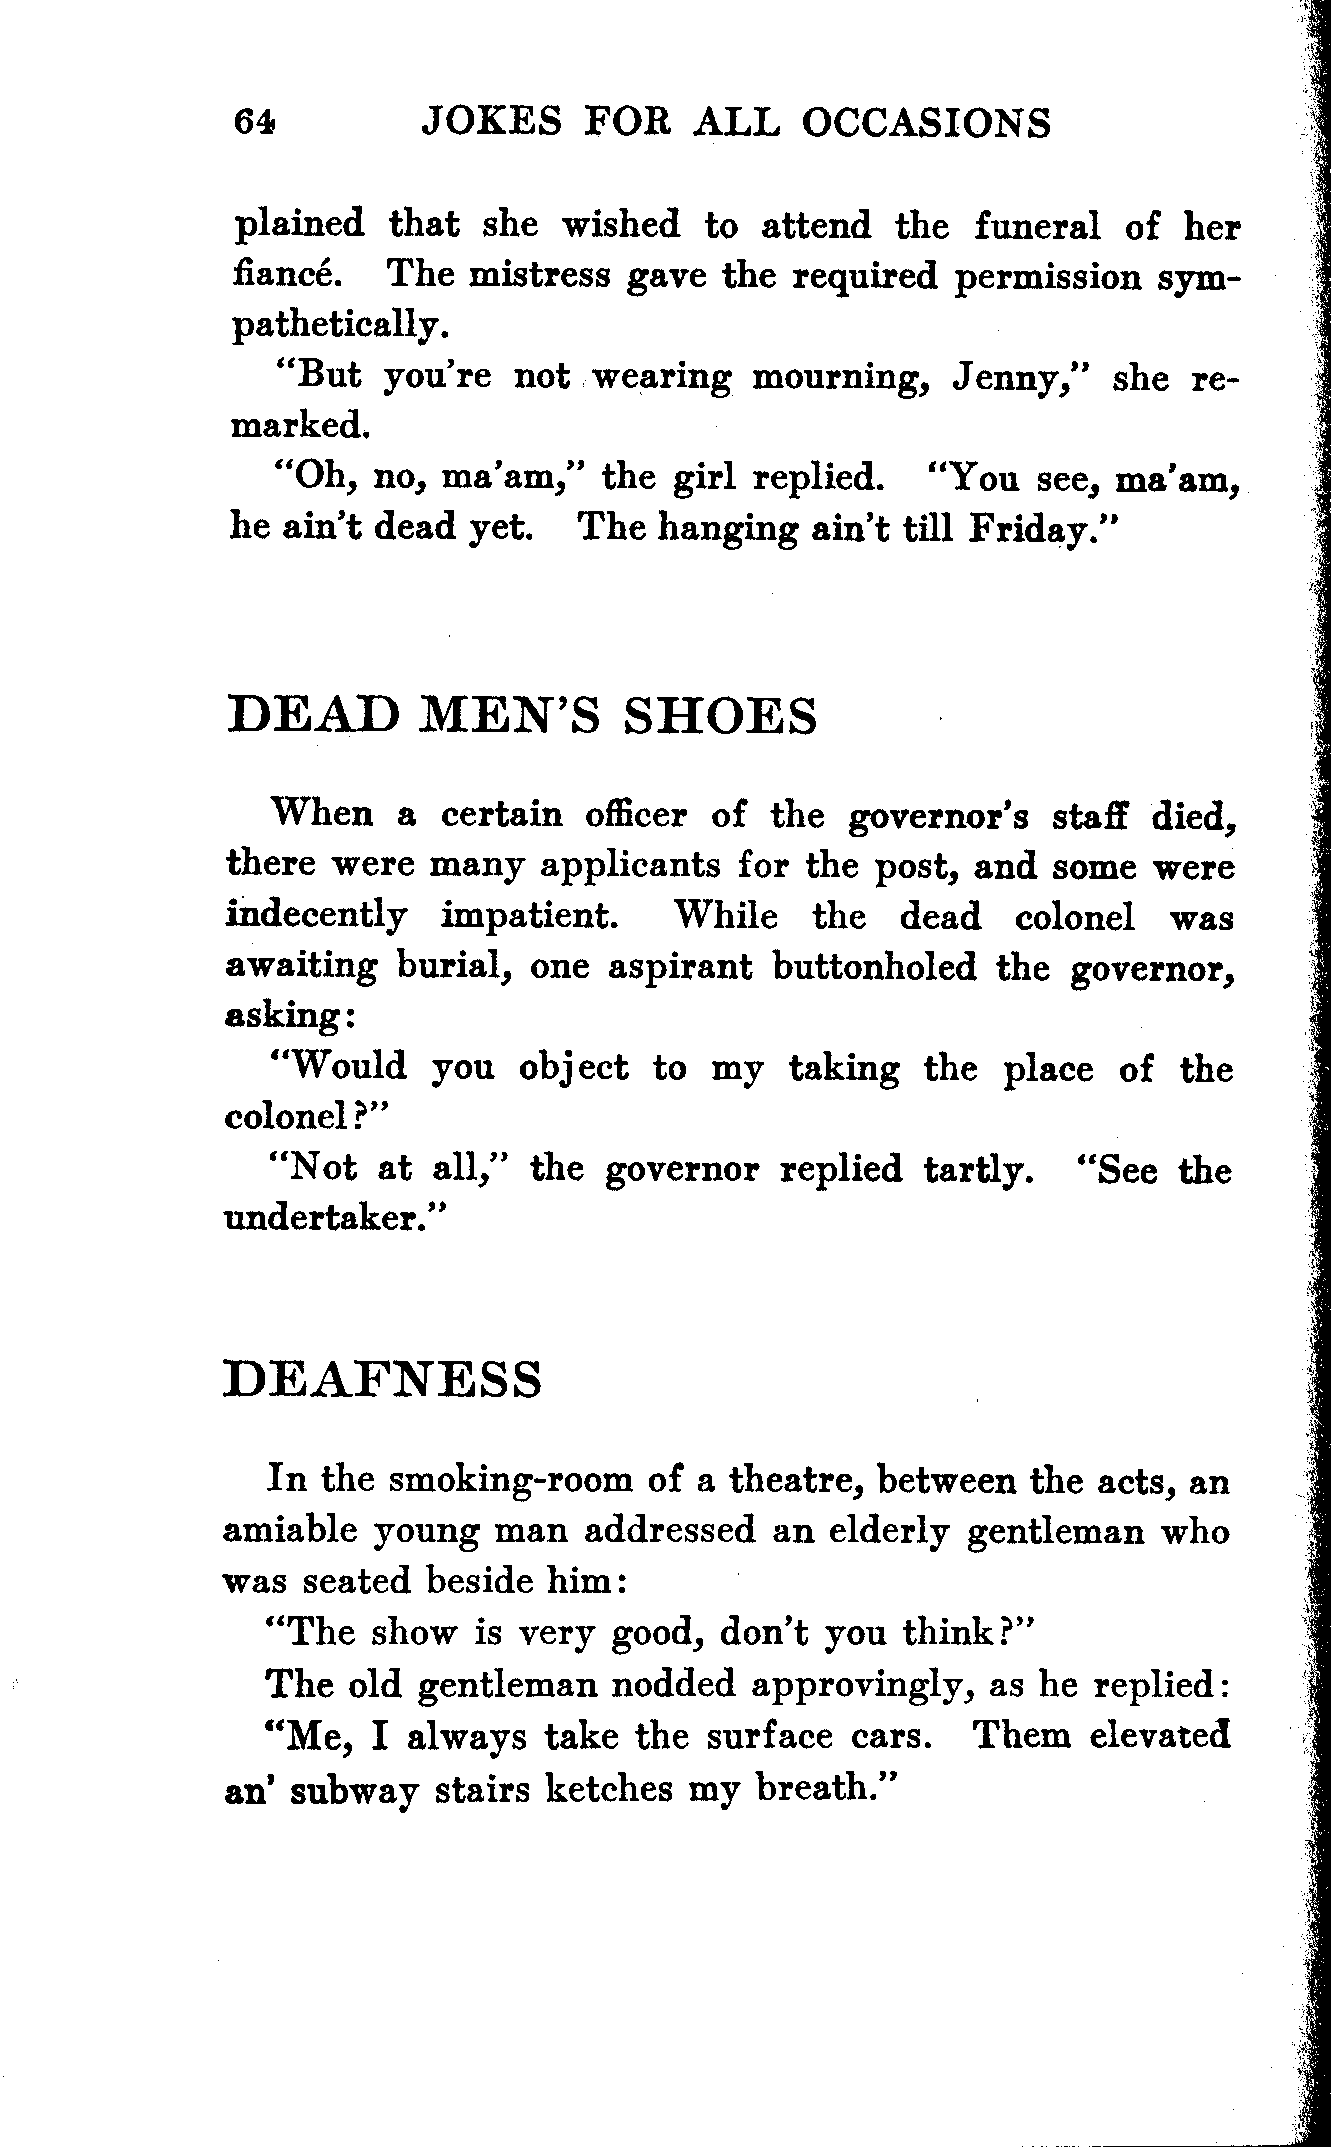 64 JOKES FOR ALL OCCASIONS
plained that she wished to attend the funeral of her
fiancé. The mistress gave the required permission sym-
pathetically.
"But you're not wearing mourning, Jenny," she re-
marked.
"Oh, no, ma'am," the girl replied. "You see, ma'am,
he ain't dead yet. The hanging ain't till Friday."
DEAD MEN'S SHOES
When a certain officer of the governor's staff died,
there were many applicants for the post, and some were
indecently impatient. While the dead colonel was
awaiting burial, one aspirant buttonholed the governor,
asking:
"Would you object to my taking the place of the
colonel?"
"Not at all," the governor replied tartly. "See the
undertaker."
DEAFNESS
In the smoking-room of a theatre, between the acts, an
amiable young man addressed an elderly gentleman who
was seated beside him:
"The show is very good, don't you think?"
The old gentleman nodded approvingly, as he replied:
"Me, I always take the surface cars. Them elevated
an' subway stairs ketches my breath."